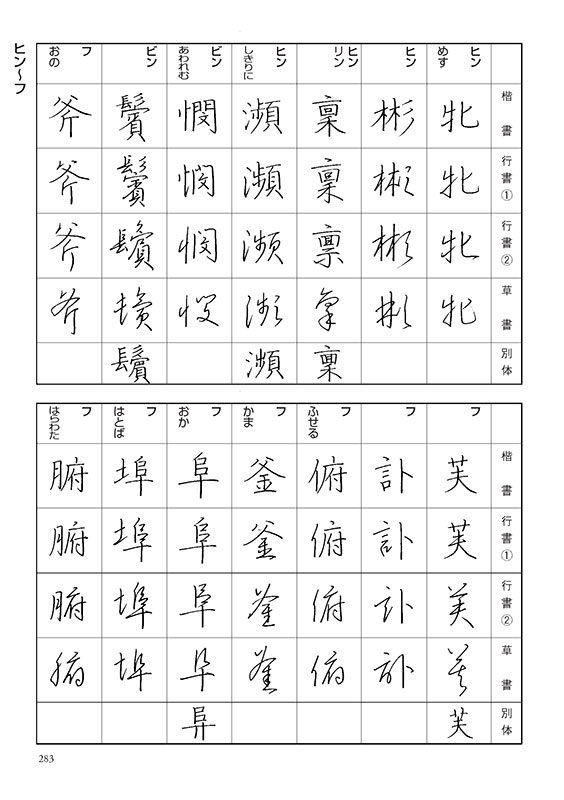 ヒン～フ
楷書 行書① 行書② 草書 別体
ヒン めす 牝 牝 牝 牝
ヒン 彬 彬 彬 彬
ヒン リン 稟 稟 稟 稟 稟
ヒン しきりに 瀕 瀕 瀕 瀕 瀕
ビン あわれむ 憫 憫 憫 憫
ビン 鬢 鬢 鬢 鬢 鬢
フ おの 斧 斧 斧 斧
楷書 行書① 行書② 草書 別体
フ 芙 芙 芙 芙 芙
フ 訃 訃 訃 訃
フ ふせる 俯 俯 俯 俯
フ かま 釜 釜 釜 釜
フ おか 阜 阜 阜 阜 阜
フ はとば 埠 埠 埠 埠
フ はらわた 腑 腑 腑 腑
283